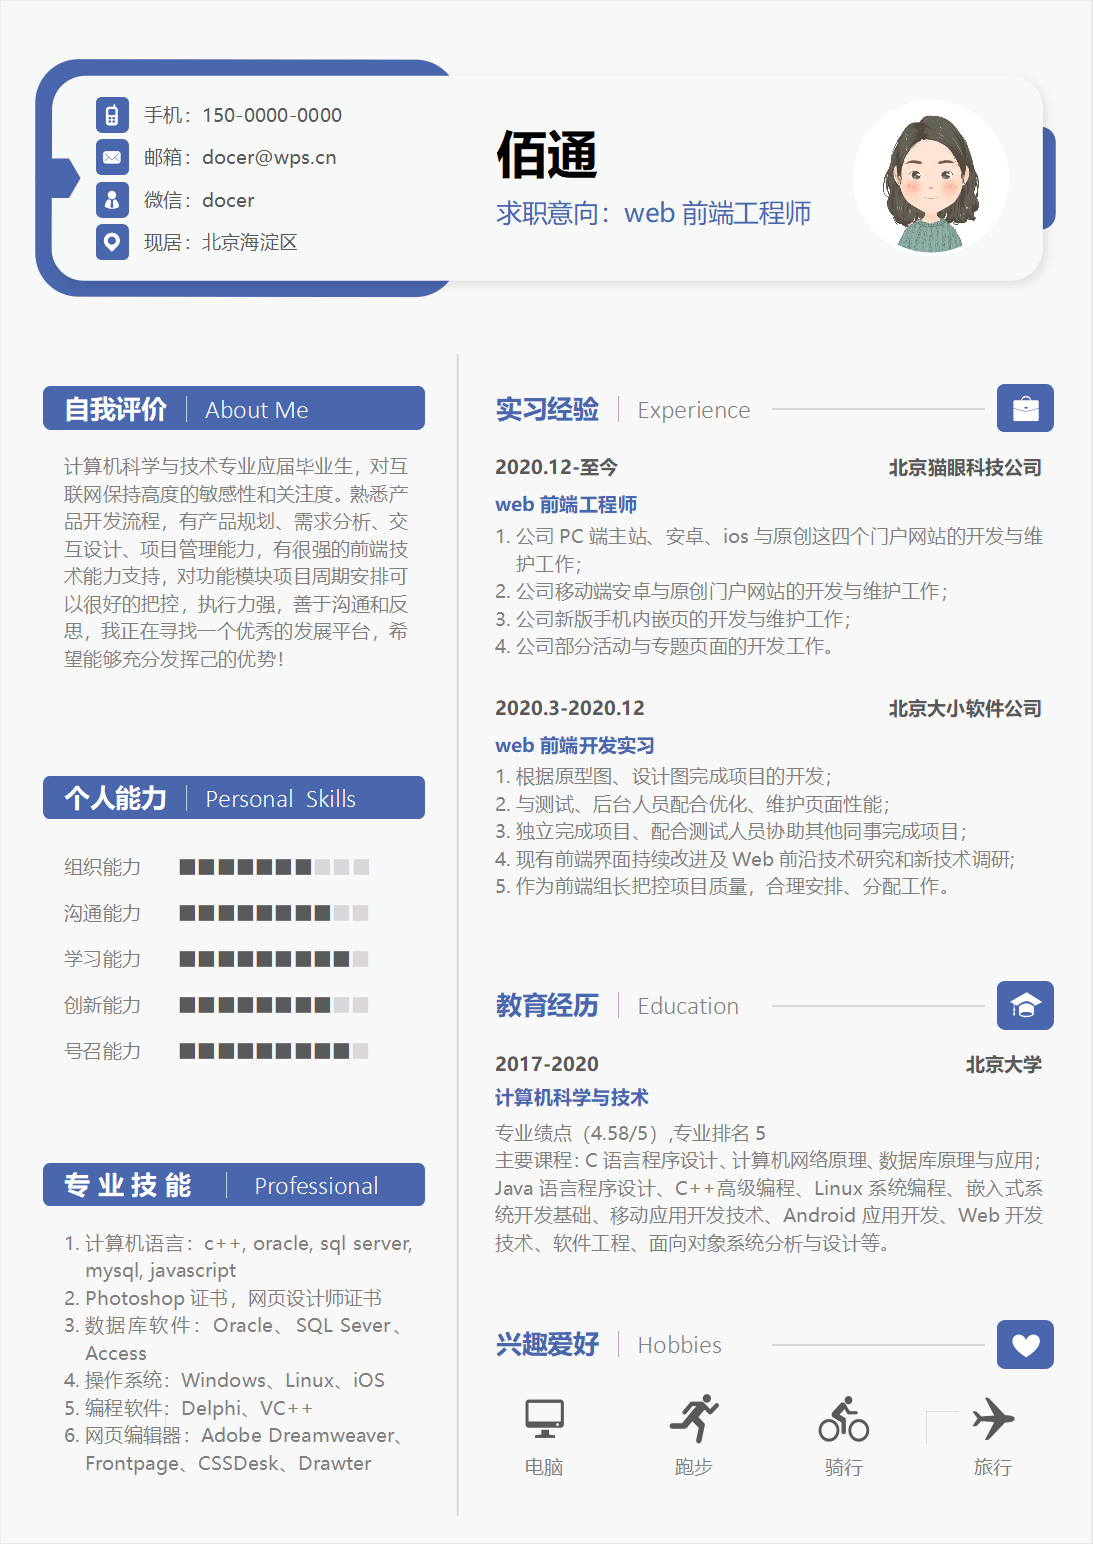 手机：150-0000-0000
邮箱：docer@wps.cn
微信：docer
现居：北京海淀区
佰通
求职意向：web 前端工程师
自我评价 About Me
计算机科学与技术专业应届毕业生，对互
联网保持高度的敏感性和关注度。熟悉产
品开发流程，有产品规划、需求分析、交
互设计、项目管理能力，有很强的前端技
术能力支持，对功能模块项目周期安排可
以很好的把控，执行力强，善于沟通和反
思，我正在寻找一个优秀的发展平台，希
望能够充分发挥己的优势！
个人能力 Personal Skills
组织能力
沟通能力
学习能力
创新能力
号召能力
专业技能 Professional
1. 计算机语言：c++, oracle, sql server,
mysql, javascript
2. Photoshop 证书，网页设计师证书
3. 数据库软件：Oracle、SQL Sever、
Access
4. 操作系统：Windows、Linux、iOS
5. 编程软件：Delphi、VC++
6. 网页编辑器：Adobe Dreamweaver、
Frontpage、CSSDesk、Drawter
实习经验 Experience
2020.12-至今 北京猫眼科技公司
web 前端工程师
1. 公司 PC 端主站、安卓、ios 与原创这四个门户网站的开发与维
护工作；
2. 公司移动端安卓与原创门户网站的开发与维护工作；
3. 公司新版手机内嵌页的开发与维护工作；
4. 公司部分活动与专题页面的开发工作。
2020.3-2020.12 北京大小软件公司
web 前端开发实习
1. 根据原型图、设计图完成项目的开发；
2. 与测试、后台人员配合优化、维护页面性能；
3. 独立完成项目、配合测试人员协助其他同事完成项目；
4. 现有前端界面持续改进及 Web 前沿技术研究和新技术调研;
5. 作为前端组长把控项目质量，合理安排、分配工作。
教育经历 Education
2017-2020 北京大学
计算机科学与技术
专业绩点（4.58/5）,专业排名 5
主要课程：C 语言程序设计、计算机网络原理、数据库原理与应用；
Java 语言程序设计、C++高级编程、Linux 系统编程、嵌入式系
统开发基础、移动应用开发技术、Android 应用开发、Web 开发
技术、软件工程、面向对象系统分析与设计等。
兴趣爱好 Hobbies
电脑 跑步 骑行 旅行